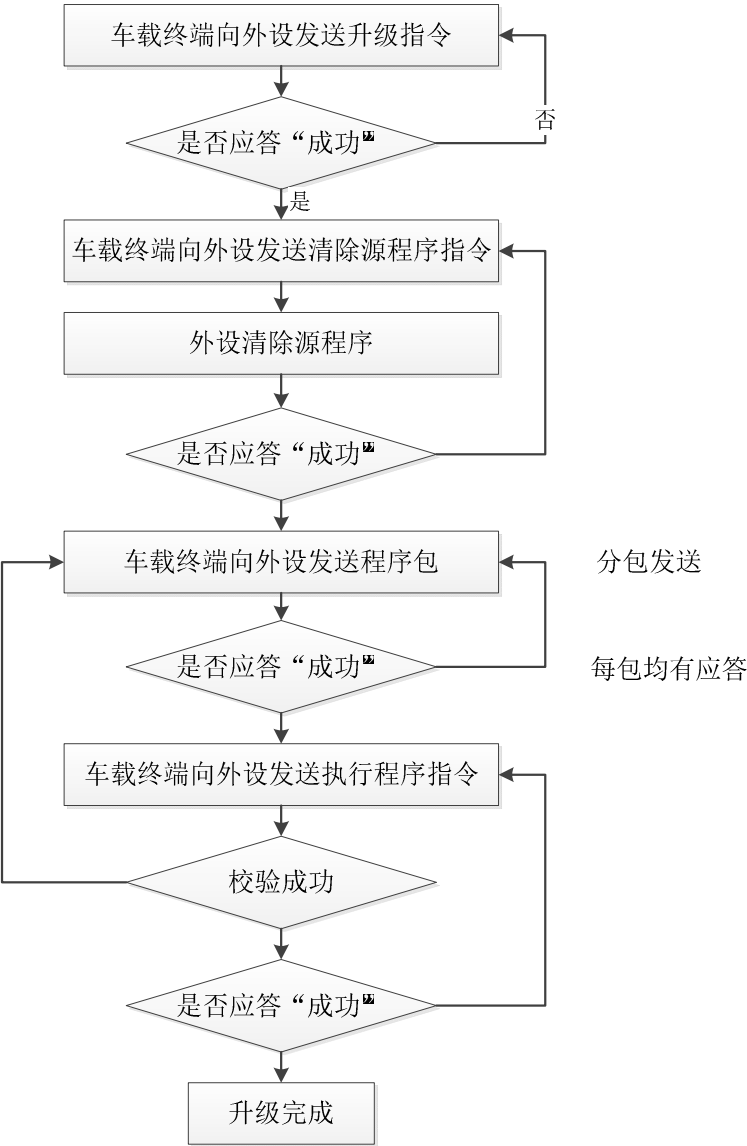 车载终端向外设发送升级指令
是否应答“成功”
否
是
车载终端向外设发送清除源程序指令
外设清除源程序
是否应答“成功”
车载终端向外设发送程序包
分包发送
是否应答“成功”
每包均有应答
车载终端向外设发送执行程序指令
校验成功
是否应答“成功”
升级完成